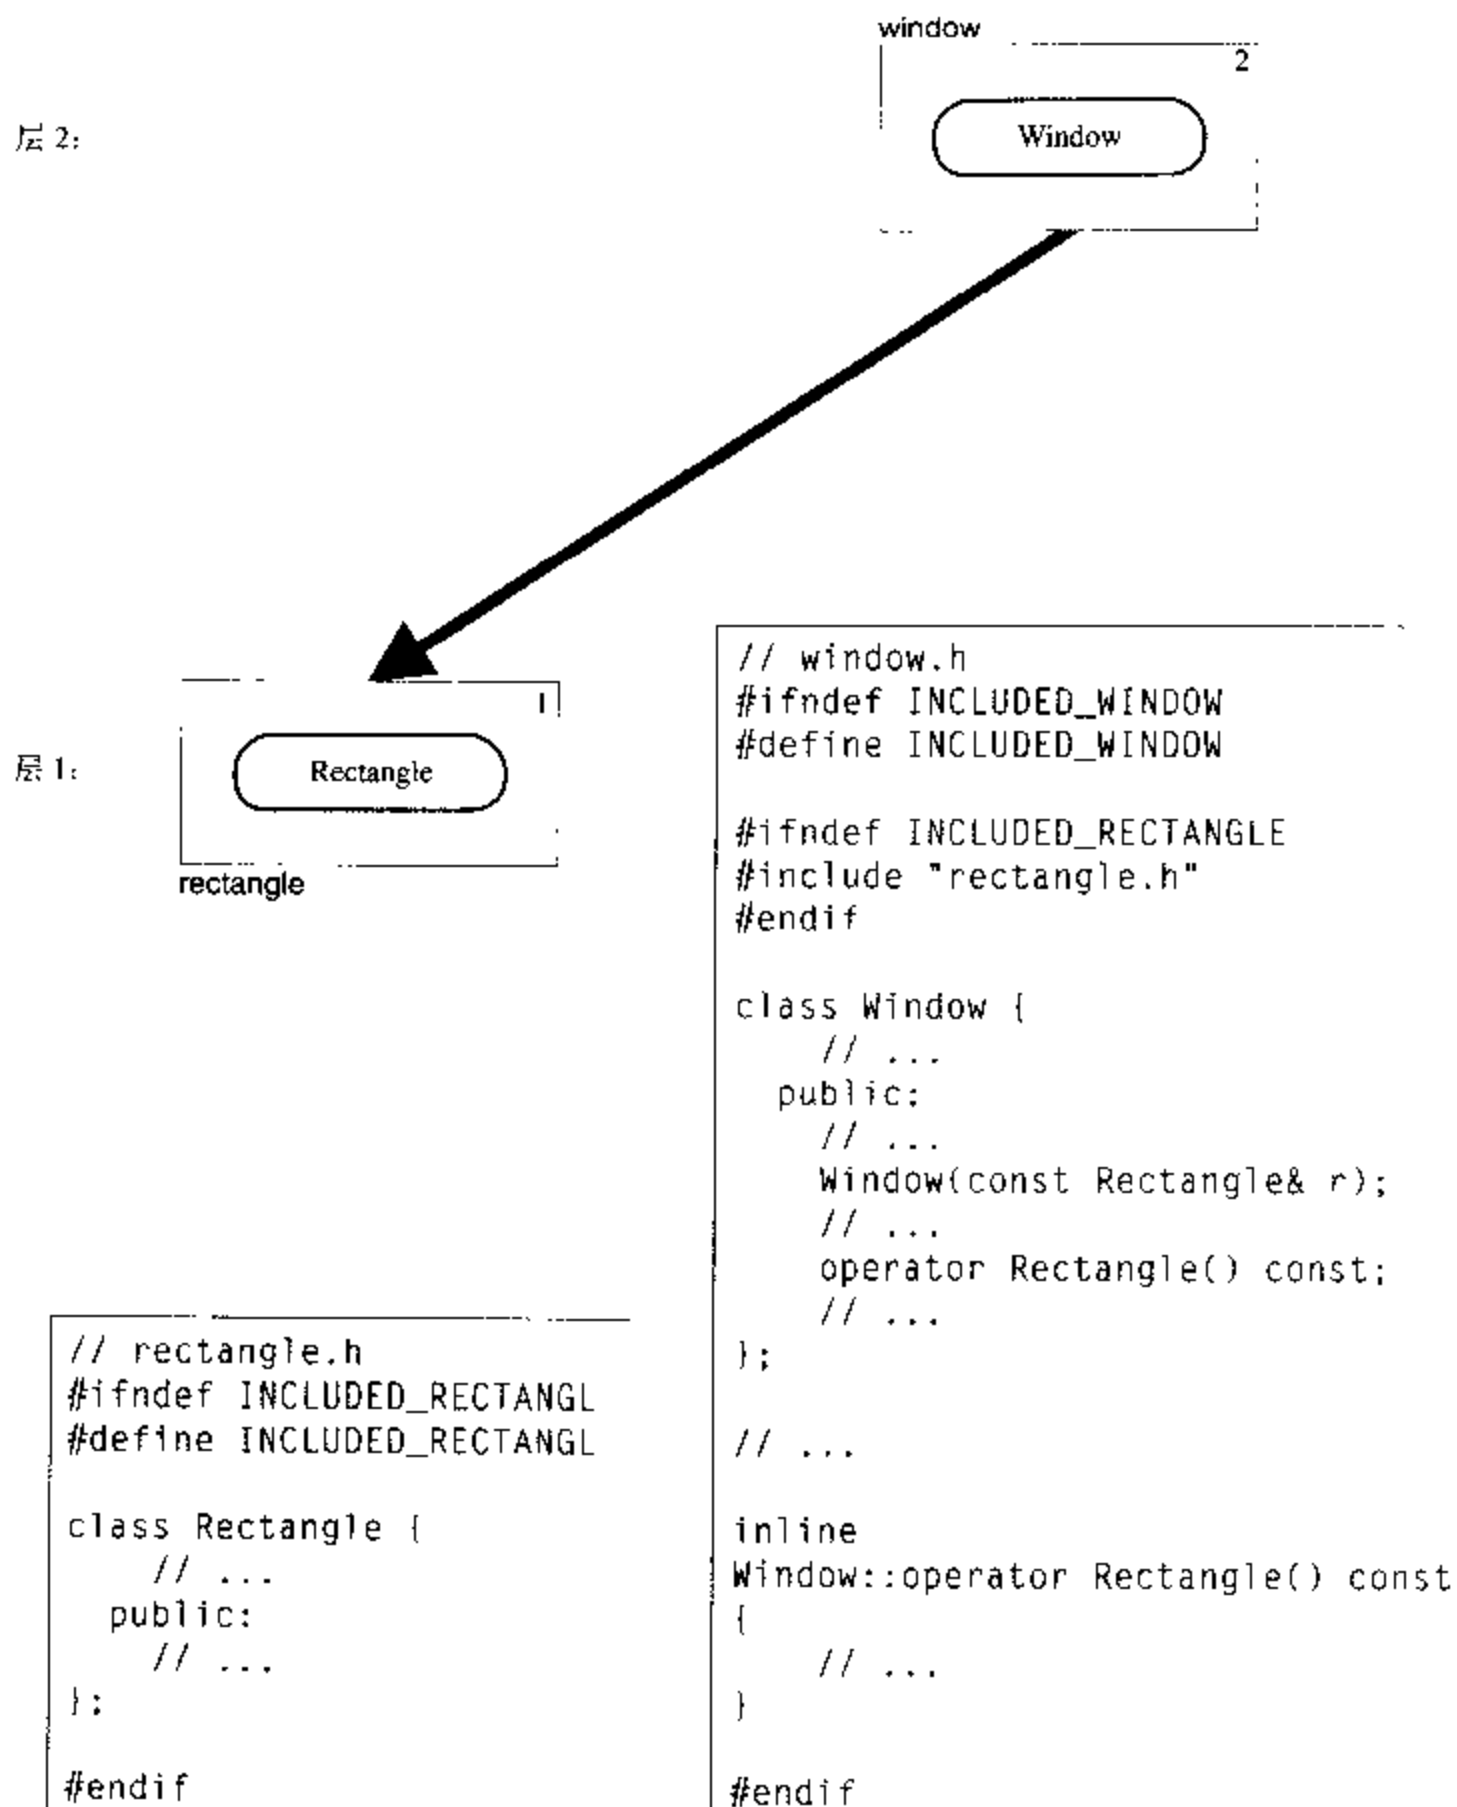 window
2
层 2:
Window
1
层 1:
Rectangle
rectangle
// window.h
#ifndef INCLUDED_WINDOW
#define INCLUDED_WINDOW
#ifndef INCLUDED_RECTANGLE
#include "rectangle.h"
#endif
class Window {
// ...
public:
// ...
Window(const Rectangle& r);
// ...
operator Rectangle() const;
// ...
};
// ...
inline
Window::operator Rectangle() const
{
// ...
}
#endif
// rectangle.h
#ifndef INCLUDED_RECTANGL
#define INCLUDED_RECTANGL
class Rectangle {
// ...
public:
// ...
};
#endif